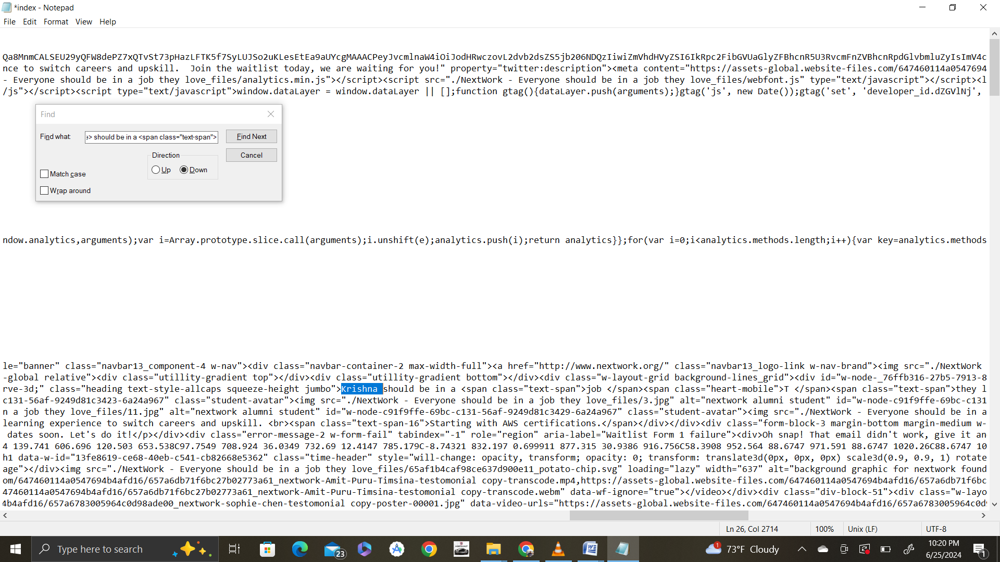 *index - Notepad
File Edit Format View Help
Qa8MnmCALSEU29yQFW8dePZ7xQTvSt73pHazLFTK5f7SyLUJSo2uKLesEtEa9aUYcgMAAACPeyJvcmlnaW4iOiJodHRwczovL2dvb2dsZS5jb206NDQzIiwiZmVhdHVyZSI6IkRpc2FibGVUaGlyZFBhcnR5U3RvcmFnZVBhcnRpdGlvbmluZyIsImV4c
nce to switch careers and upskill.  Join the waitlist today, we are waiting for you!" property="twitter:description"><meta content="https://assets-global.website-files.com/647460114a0547694
- Everyone should be in a job they love_files/analytics.min.js"></script><script src="./NextWork - Everyone should be in a job they love_files/webfont.js" type="text/javascript"></script><l
/js"></script><script type="text/javascript">window.dataLayer = window.dataLayer || [];function gtag(){dataLayer.push(arguments);}gtag('js', new Date());gtag('set', 'developer_id.dZGVlNj',
Find
Find what:
e> should be in a <span class="text-span">
Find Next
Direction
Cancel
Up Down
Match case
Wrap around
ndow.analytics,arguments);var i=Array.prototype.slice.call(arguments);i.unshift(e);analytics.push(i);return analytics}};for(var i=0;i<analytics.methods.length;i++){var key=analytics.methods
le="banner" class="navbar13_component-4 w-nav"><div class="navbar-container-2 max-width-full"><a href="http://www.nextwork.org/" class="navbar13_logo-link w-nav-brand"><img src="./NextWork
-global relative"><div class="utillity-gradient top"></div><div class="utillity-gradient bottom"></div><div class="w-layout-grid background-lines_grid"><div id="w-node-_76ffb316-27b5-7913-8
rve-3d;" class="heading text-style-allcaps squeeze-height jumbo">Krishna should be in a <span class="text-span">job </span><span class="heart-mobile">T </span><span class="text-span">they l
c131-56af-9249d81c3423-6a24a967" class="student-avatar"><img src="./NextWork - Everyone should be in a job they love_files/3.jpg" alt="nextwork alumni student" id="w-node-c91f9ffe-69bc-c131
n a job they love_files/11.jpg" alt="nextwork alumni student" id="w-node-c91f9ffe-69bc-c131-56af-9249d81c3429-6a24a967" class="student-avatar"><img src="./NextWork - Everyone should be in a
learning experience to switch careers and upskill. <br><span class="text-span-16">Starting with AWS certifications.</span></div></div><div class="form-block-3 margin-bottom margin-medium w-
dates soon. Let's do it!</p></div><div class="error-message-2 w-form-fail" tabindex="-1" role="region" aria-label="Waitlist Form 1 failure"><div>Oh snap! That email didn't work, give it an
4 139.741 606.696 120.503 653.538C97.7549 708.924 36.0349 732.69 12.4147 785.179C-8.74321 832.197 0.699911 877.315 30.9386 916.756C58.3908 952.564 88.6747 971.591 88.6747 1020.26C88.6747 10
h1 data-w-id="13fe8619-ce68-40eb-c541-cb82668e5362" class="time-header" style="will-change: opacity, transform; opacity: 0; transform: translate3d(0px, 0px, 0px) scale3d(0.9, 0.9, 1) rotate
age"></div><img src="./NextWork - Everyone should be in a job they love_files/65af1b4caf98ce637d900e11_potato-chip.svg" loading="lazy" width="637" alt="background graphic for nextwork found
om/647460114a0547694b4afd16/657a6db71f6bc27b02773a61_nextwork-Amit-Puru-Timsina-testomonial copy-transcode.mp4,https://assets-global.website-files.com/647460114a0547694b4afd16/657a6db71f6bc
47460114a0547694b4afd16/657a6db71f6bc27b02773a61_nextwork-Amit-Puru-Timsina-testomonial copy-transcode.webm" data-wf-ignore="true"></video></div><div class="div-block-51"><div class="w-layo
4b4afd16/657a6783005964c0d98ade00_nextwork-sophie-chen-testomonial copy-poster-00001.jpg" data-video-urls="https://assets-global.website-files.com/647460114a0547694b4afd16/657a6783005964c0d9
Ln 26, Col 2714 100% Unix (LF) UTF-8
Type here to search
23
1
73°F Cloudy
10:20 PM
6/25/2024
1